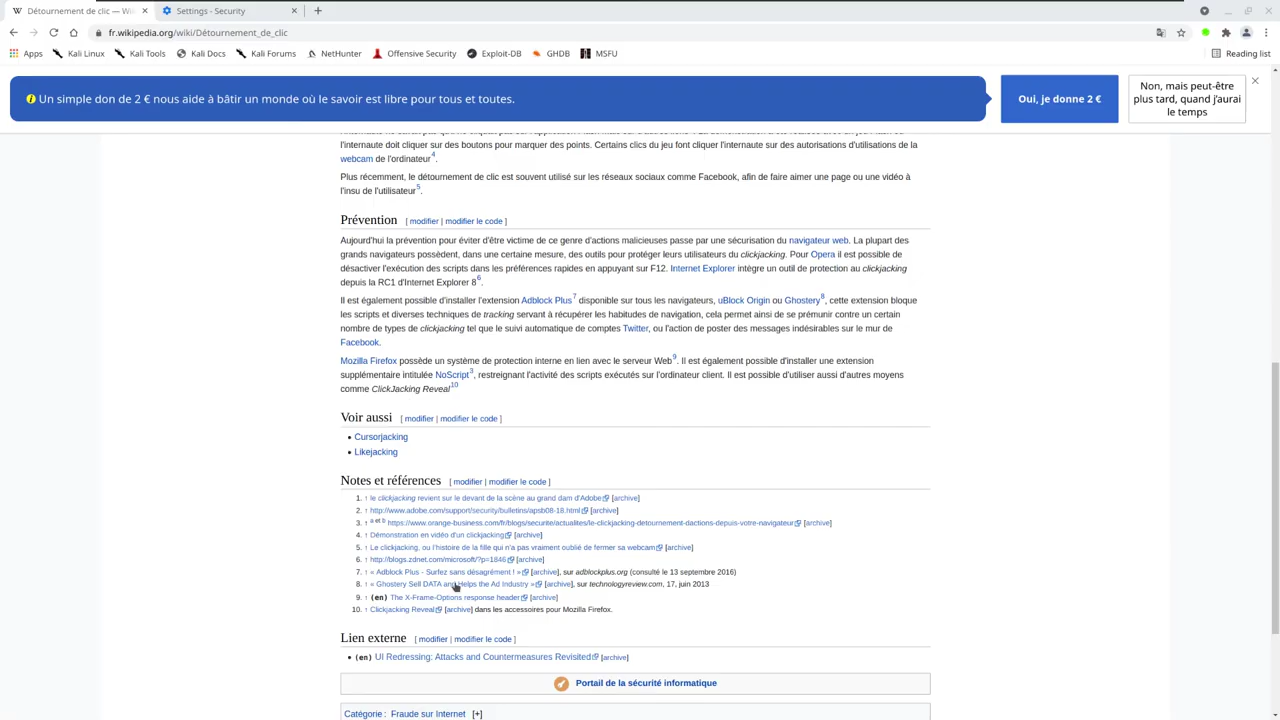 Détournement de clic — Wi
Settings - Security
fr.wikipedia.org/wiki/Détournement_de_clic
Apps
Kali Linux
Kali Tools
Kali Docs
Kali Forums
NetHunter
Offensive Security
Exploit-DB
GHDB
MSFU
Reading list
Un simple don de 2 € nous aide à bâtir un monde où le savoir est libre pour tous et toutes.
Oui, je donne 2 €
Non, mais peut-être
plus tard, quand j'aurai
le temps
l'internaute doit cliquer sur des boutons pour marquer des points. Certains clics du jeu font cliquer l'internaute sur des autorisations d'utilisations de la
webcam de l'ordinateur4.
Plus récemment, le détournement de clic est souvent utilisé sur les réseaux sociaux comme Facebook, afin de faire aimer une page ou une vidéo à
l'insu de l'utilisateur5.
Prévention [ modifier | modifier le code ]
Aujourd'hui la prévention pour éviter d'être victime de ce genre d'actions malicieuses passe par une sécurisation du navigateur web. La plupart des
grands navigateurs possèdent, dans une certaine mesure, des outils pour protéger leurs utilisateurs du clickjacking. Pour Opera il est possible de
désactiver l'exécution des scripts dans les préférences rapides en appuyant sur F12. Internet Explorer intègre un outil de protection au clickjacking
depuis la RC1 d'Internet Explorer 86.
Il est également possible d'installer l'extension Adblock Plus7 disponible sur tous les navigateurs, uBlock Origin ou Ghostery8, cette extension bloque
les scripts et diverses techniques de tracking servant à récupérer les habitudes de navigation, cela permet ainsi de se prémunir contre un certain
nombre de types de clickjacking tel que le suivi automatique de comptes Twitter, ou l'action de poster des messages indésirables sur le mur de
Facebook.
Mozilla Firefox possède un système de protection interne en lien avec le serveur Web9. Il est également possible d'installer une extension
supplémentaire intitulée NoScript3, restreignant l'activité des scripts exécutés sur l'ordinateur client. Il est possible d'utiliser aussi d'autres moyens
comme ClickJacking Reveal10
Voir aussi [ modifier | modifier le code ]
• Cursorjacking
• Likejacking
Notes et références [ modifier | modifier le code ]
1. ↑ le clickjacking revient sur le devant de la scène au grand dam d'Adobe [archive]
2. ↑ http://www.adobe.com/support/security/bulletins/apsb08-18.html [archive]
3. ↑ a et b https://www.orange-business.com/fr/blogs/securite/actualites/le-clickjacking-detournement-dactions-depuis-votre-navigateur [archive]
4. ↑ Démonstration en vidéo d'un clickjacking [archive]
5. ↑ Le clickjacking, ou l'histoire de la fille qui n'a pas vraiment oublié de fermer sa webcam [archive]
6. ↑ http://blogs.zdnet.com/microsoft/?p=1846 [archive]
7. ↑ « Adblock Plus - Surfez sans désagrément ! » [archive], sur adblockplus.org (consulté le 13 septembre 2016)
8. ↑ « Ghostery Sell DATA and Helps the Ad Industry » [archive], sur technologyreview.com, 17, juin 2013
9. ↑ (en) The X-Frame-Options response header [archive]
10. ↑ Clickjacking Reveal [archive] dans les accessoires pour Mozilla Firefox.
Lien externe [ modifier | modifier le code ]
• (en) UI Redressing: Attacks and Countermeasures Revisited [archive]
Portail de la sécurité informatique
Catégorie : Fraude sur Internet [+]